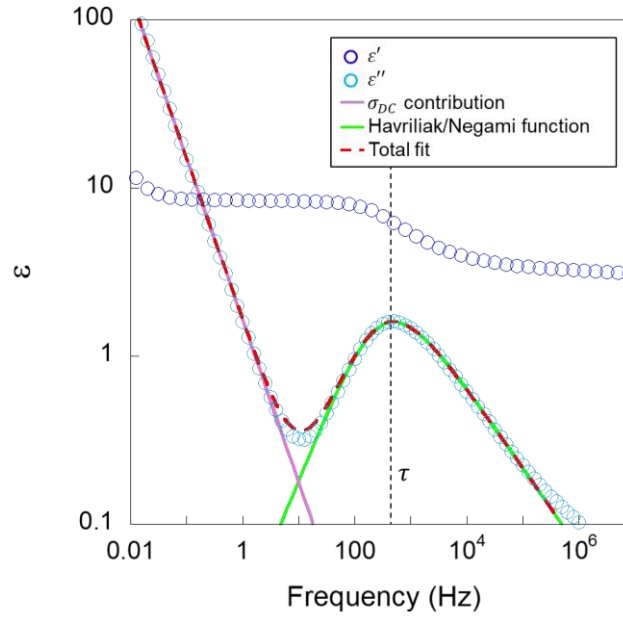 100
10
1
0.1
ε
ε′
ε′′
σ_DC contribution
Havriliak/Negami function
Total fit
τ
0.01 1 100 10⁴ 10⁶
Frequency (Hz)